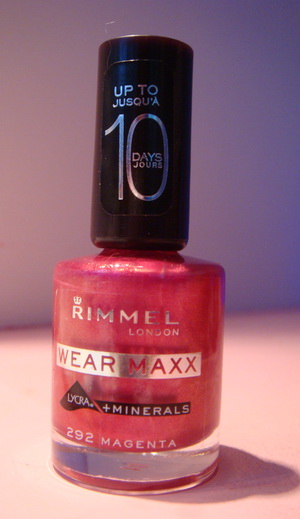 UP TO
JUSQU'À
10
DAYS
JOURS
RIMMEL
LONDON
WEAR MAXX
LYCRA® +MINERALS
292 MAGENTA